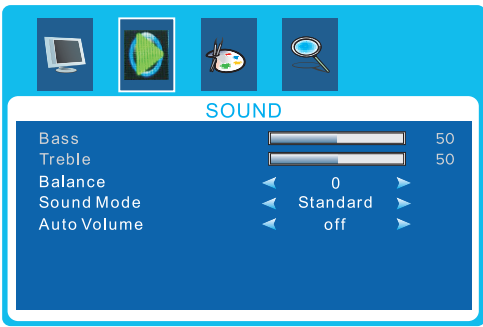 SOUND
Bass 50
Treble 50
Balance 0
Sound Mode Standard
Auto Volume off